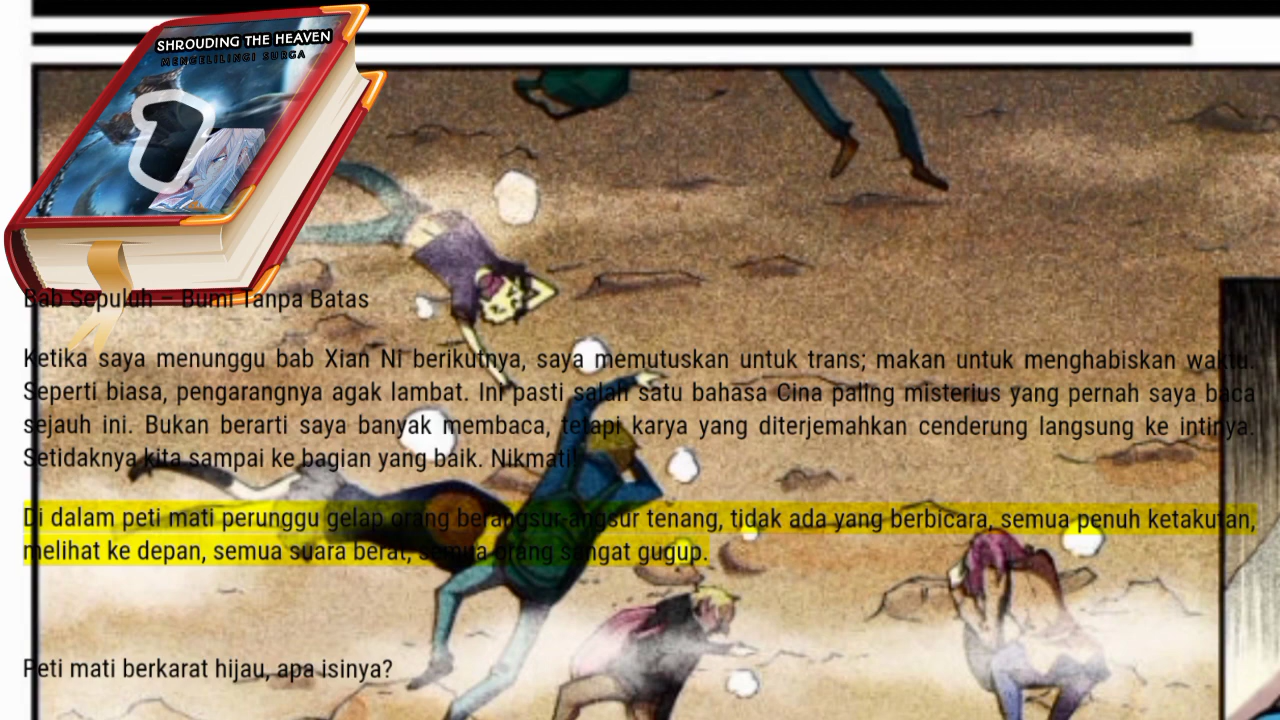 SHROUDING THE HEAVEN
MENGELILINGI SURGA
1
Bab Sepuluh – Bumi Tanpa Batas
Ketika saya menunggu bab Xian Ni berikutnya, saya memutuskan untuk trans; makan untuk menghabiskan waktu.
Seperti biasa, pengarangnya agak lambat. Ini pasti salah satu bahasa Cina paling misterius yang pernah saya baca
sejauh ini. Bukan berarti saya banyak membaca, tetapi karya yang diterjemahkan cenderung langsung ke intinya.
Setidaknya kita sampai ke bagian yang baik. Nikmati!
Di dalam peti mati perunggu gelap orang berangsur-angsur tenang, tidak ada yang berbicara, semua penuh ketakutan,
melihat ke depan, semua suara berat, semua orang sangat gugup.
Peti mati berkarat hijau, apa isinya?